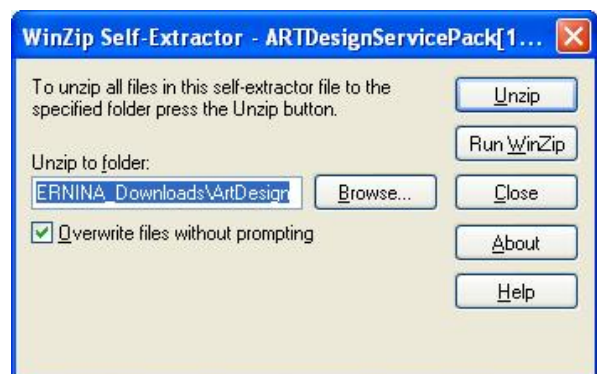 WinZip Self-Extractor - ARTDesignServicePack[1...
To unzip all files in this self-extractor file to the
specified folder press the Unzip button.
Unzip to folder:
ERNINA_Downloads\ArtDesign
Browse...
Overwrite files without prompting
Unzip
Run WinZip
Close
About
Help